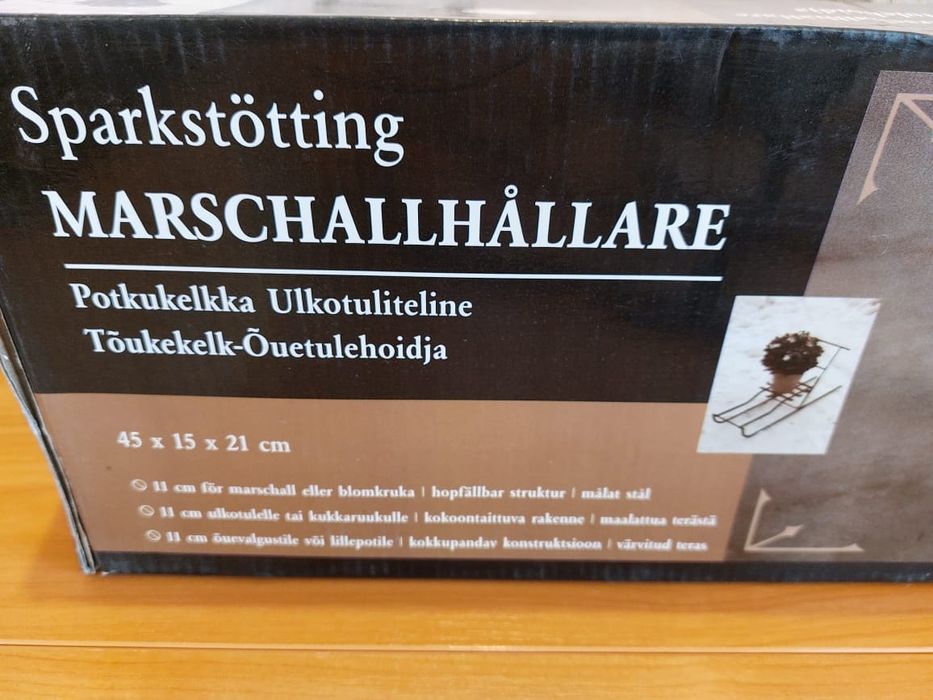 Sparkstötting
MARSCHALLHÅLLARE
Potkukelkka Ulkotuliteline
Tõukekelk-Õuetulehoidja
45 x 15 x 21 cm
⦸ 11 cm för marschall eller blomkruka | hopfällbar struktur | målat stål
⦸ 11 cm ulkotulelle tai kukkaruukulle | kokoontaittuva rakenne | maalattua terästä
⦸ 11 cm õuevalgustile või lillepotile | kokkupandav konstruktsioon | värvitud teras